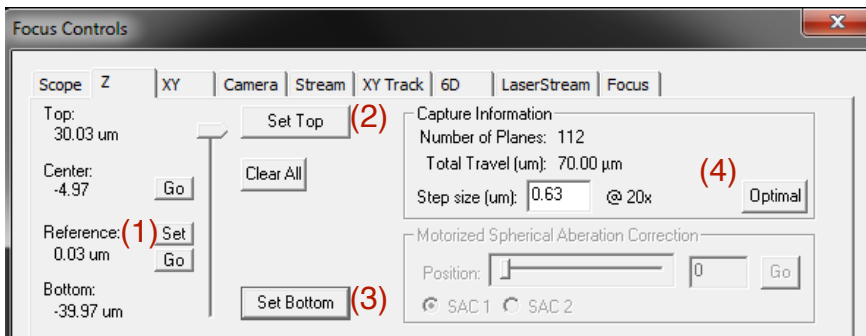 Focus Controls
x
Scope Z XY Camera Stream XY Track 6D LaserStream Focus
Top:
30.03 um
Set Top (2)
Center:
-4.97 Go
Clear All
Reference: (1) Set
0.03 um Go
Bottom:
-39.97 um
Set Bottom (3)
Capture Information
Number of Planes: 112
Total Travel (um): 70.00 µm
(4)
Step size (um): 0.63 @ 20x Optimal
Motorized Spherical Aberration Correction
Position: 0 Go
SAC 1 SAC 2